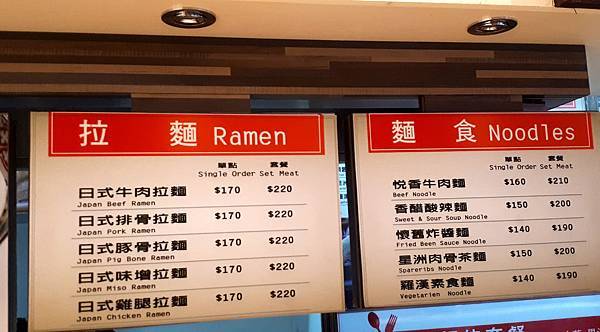 拉 麵 Ramen
單點 套餐
Single Order Set Meat
日式牛肉拉麵 $170 $220
Japan Beef Ramen
日式排骨拉麵 $170 $220
Japan Pork Ramen
日式豚骨拉麵 $170 $220
Japan Pig Bone Ramen
日式味增拉麵 $170 $220
Japan Miso Ramen
日式雞腿拉麵 $170 $220
Japan Chicken Ramen
麵 食 Noodles
單點 套餐
Single Order Set Meat
悅香牛肉麵 $160 $210
Beef Noodle
香醋酸辣麵 $150 $200
Sweet & Sour Soup Noodle
懷舊炸醬麵 $140 $190
Fried Been Sauce Noodle
星洲肉骨茶麵 $150 $200
Spareribs Noodle
羅漢素食麵 $140 $190
Vegetarien Noodle